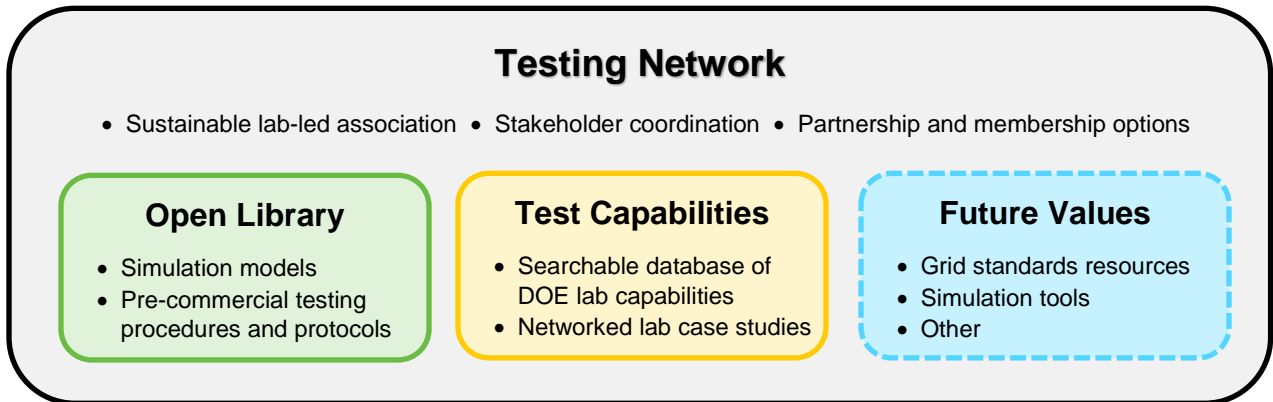 Testing Network
• Sustainable lab-led association • Stakeholder coordination • Partnership and membership options
Open Library
• Simulation models
• Pre-commercial testing
procedures and protocols
Test Capabilities
• Searchable database of
DOE lab capabilities
• Networked lab case studies
Future Values
• Grid standards resources
• Simulation tools
• Other